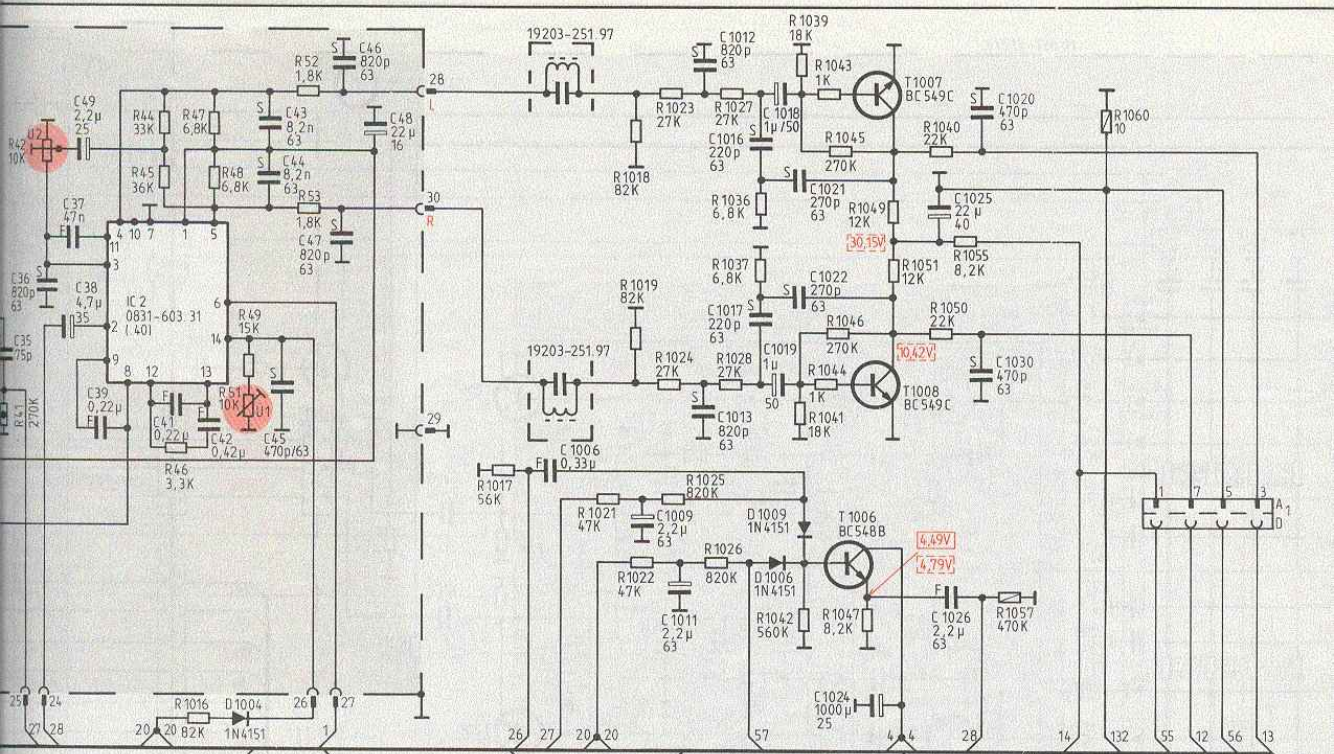 R1039
18K
19203-251.97
C1012
820p
63
S
C46
820p
63
S
R52
1,8K
R1043
1K
T1007
BC549C
28
L
C49
2,2µ
25
R44
33K
R47
6,8K
S
C43
8,2n
63
C48
22µ
16
R1023
27K
R1027
27K
C1018
1µ/50
S
C1020
470p
63
R1060
10
U2
R42
10K
C1016
220p
63
S
R1045
270K
R1040
22K
R45
36K
R48
6,8K
S
C44
8,2n
63
R53
1,8K
R1018
82K
S
C1021
270p
63
30
R
C37
47n
F
S
C47
820p
63
R1036
6,8K
R1049
12K
C1025
22µ
40
4
10
7
1
5
11
3
30,15V
R1055
8,2K
C36
820p
63
S
C38
4,7µ
35
R1037
6,8K
S
C1022
270p
63
R1051
12K
IC2
0831-603 31
(.40)
6
R1019
82K
C1017
220p
63
S
R1046
270K
R1050
22K
2
R49
15K
14
C35
75p
19203-251.97
R1024
27K
R1028
27K
C1019
1µ
50
10,42V
9
8
12
13
R1044
1K
T1008
BC549C
S
C1030
470p
63
R51
10K
U1
S
R41
270K
C39
0,22µ
F
F
C41
0,22µ
F
C42
0,42µ
C45
470p/63
29
S
C1013
820p
63
R1041
18K
R46
3,3K
F
C1006
0,33µ
R1017
56K
R1025
820K
R1021
47K
C1009
2,2µ
63
D1009
1N4151
T1006
BC548B
1
7
5
3
A
1
D
4,49V
4,79V
R1022
47K
R1026
820K
D1006
1N4151
C1011
2,2µ
63
R1042
560K
R1047
8,2K
F
C1026
2,2µ
63
R1057
470K
25
24
26
27
R1016
82K
D1004
1N4151
C1024
1000µ
25
27
28
20
20
1
26
27
20
20
57
4
4
28
14
132
55
12
56
13